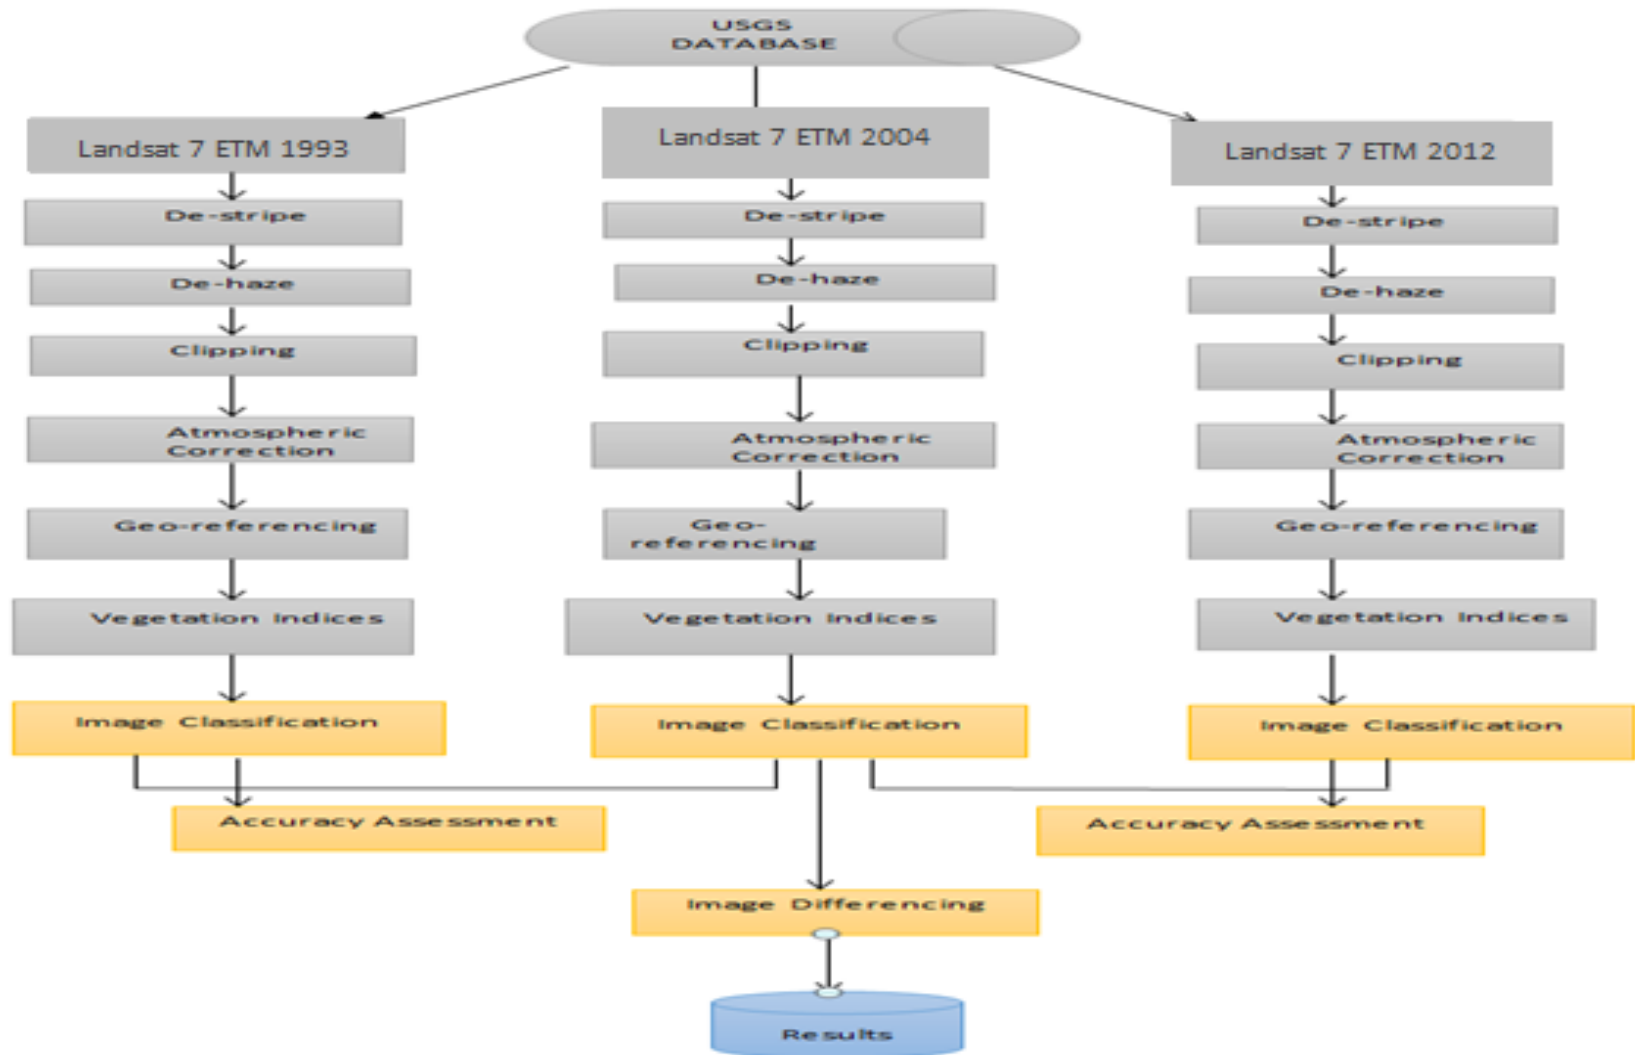 USGS
DATABASE
Landsat 7 ETM 1993
Landsat 7 ETM 2004
Landsat 7 ETM 2012
De-stripe
De-stripe
De-stripe
De-haze
De-haze
De-haze
Clipping
Clipping
Clipping
Atmospheric
Correction
Atmospheric
Correction
Atmospheric
Correction
Geo-referencing
Geo-
referencing
Geo-referencing
Vegetation Indices
Vegetation Indices
Vegetation Indices
Image Classification
Image Classification
Image Classification
Accuracy Assessment
Accuracy Assessment
Image Differencing
Results